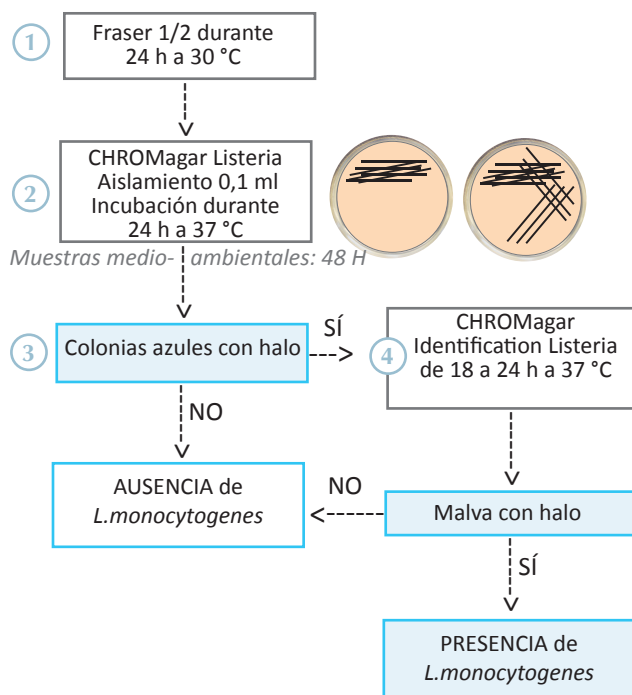 1
Fraser 1/2 durante
24 h a 30 °C
2
CHROMagar Listeria
Aislamiento 0,1 ml
Incubación durante
24 h a 37 °C
Muestras medio- ambientales: 48 H
3
Colonias azules con halo
SÍ
4
CHROMagar
Identification Listeria
de 18 a 24 h a 37 °C
NO
AUSENCIA de
L.monocytogenes
NO
Malva con halo
SÍ
PRESENCIA de
L.monocytogenes